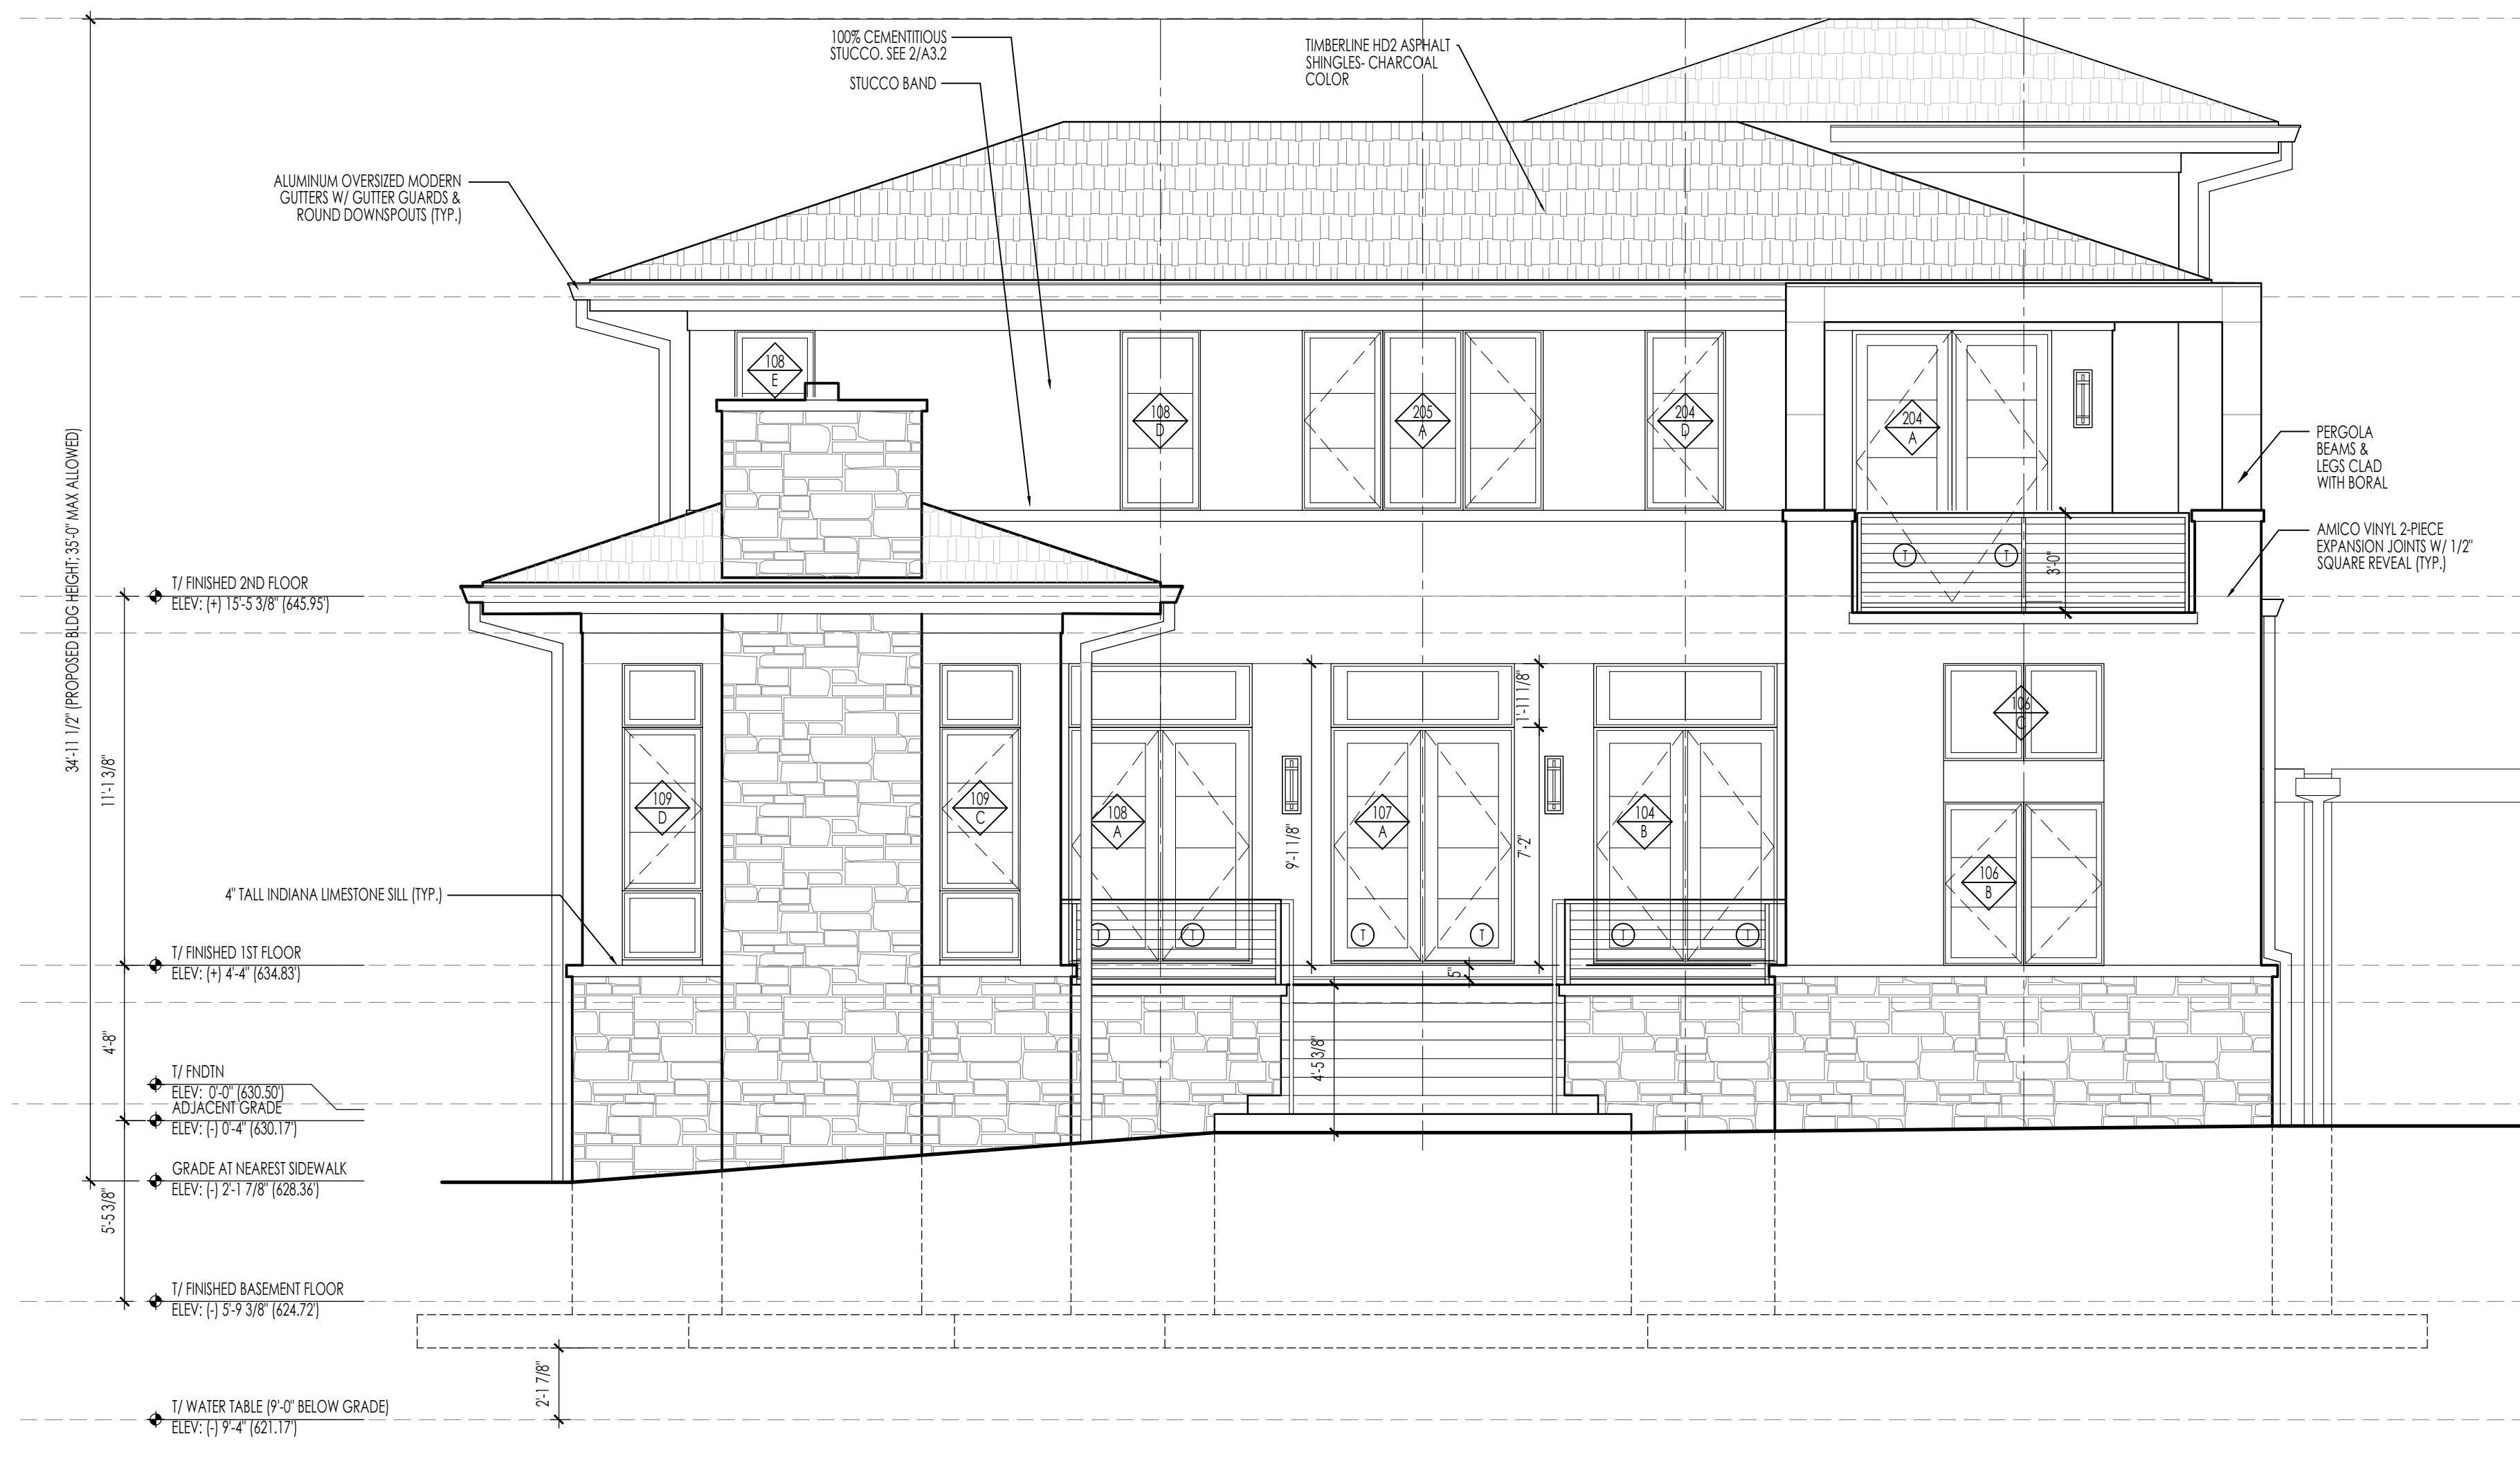 100% CEMENTITIOUS
STUCCO. SEE 2/A3.2
STUCCO BAND
TIMBERLINE HD2 ASPHALT
SHINGLES- CHARCOAL
COLOR
ALUMINUM OVERSIZED MODERN
GUTTERS W/ GUTTER GUARDS &
ROUND DOWNSPOUTS (TYP.)
108
E
108
D
205
A
204
D
204
A
PERGOLA
BEAMS &
LEGS CLAD
WITH BORAL
AMICO VINYL 2-PIECE
EXPANSION JOINTS W/ 1/2"
SQUARE REVEAL (TYP.)
T
T
3'-0"
34'-11 1/2" (PROPOSED BLDG HEIGHT; 35'-0" MAX ALLOWED)
T/ FINISHED 2ND FLOOR
ELEV: (+) 15'-5 3/8" (645.95')
11'-1 3/8"
109
D
109
C
108
A
107
A
104
B
106
C
106
B
9'-1 1/8"
1'-11 1/8"
7'-2"
4" TALL INDIANA LIMESTONE SILL (TYP.)
T
T
T
T
T
T
T/ FINISHED 1ST FLOOR
ELEV: (+) 4'-4" (634.83')
5"
4'-8"
4'-5 3/8"
T/ FNDTN
ELEV: 0'-0" (630.50')
ADJACENT GRADE
ELEV: (-) 0'-4" (630.17')
GRADE AT NEAREST SIDEWALK
ELEV: (-) 2'-1 7/8" (628.36')
5'-5 3/8"
T/ FINISHED BASEMENT FLOOR
ELEV: (-) 5'-9 3/8" (624.72')
2'-1 7/8"
T/ WATER TABLE (9'-0" BELOW GRADE)
ELEV: (-) 9'-4" (621.17')